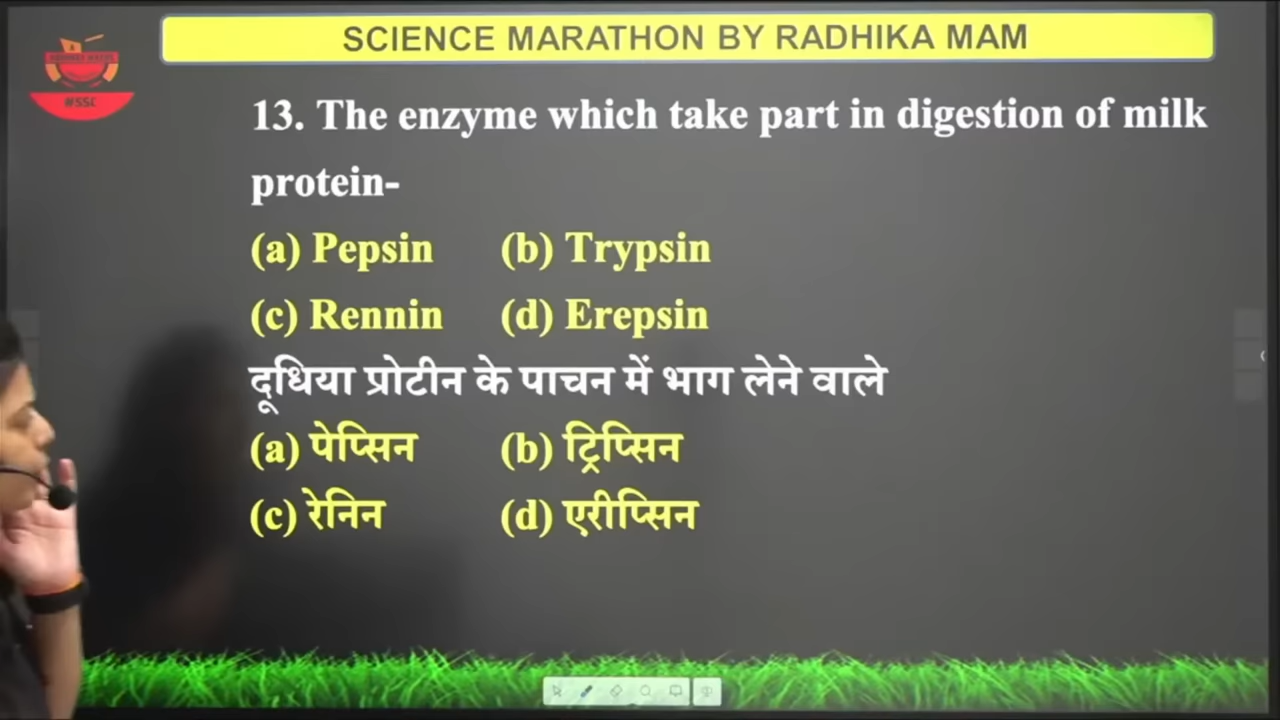 SCIENCE MARATHON BY RADHIKA MAM
#SSC
13. The enzyme which take part in digestion of milk
protein-
(a) Pepsin (b) Trypsin
(c) Rennin (d) Erepsin
दूधिया प्रोटीन के पाचन में भाग लेने वाले
(a) पेप्सिन (b) ट्रिप्सिन
(c) रेनिन (d) एरीप्सिन